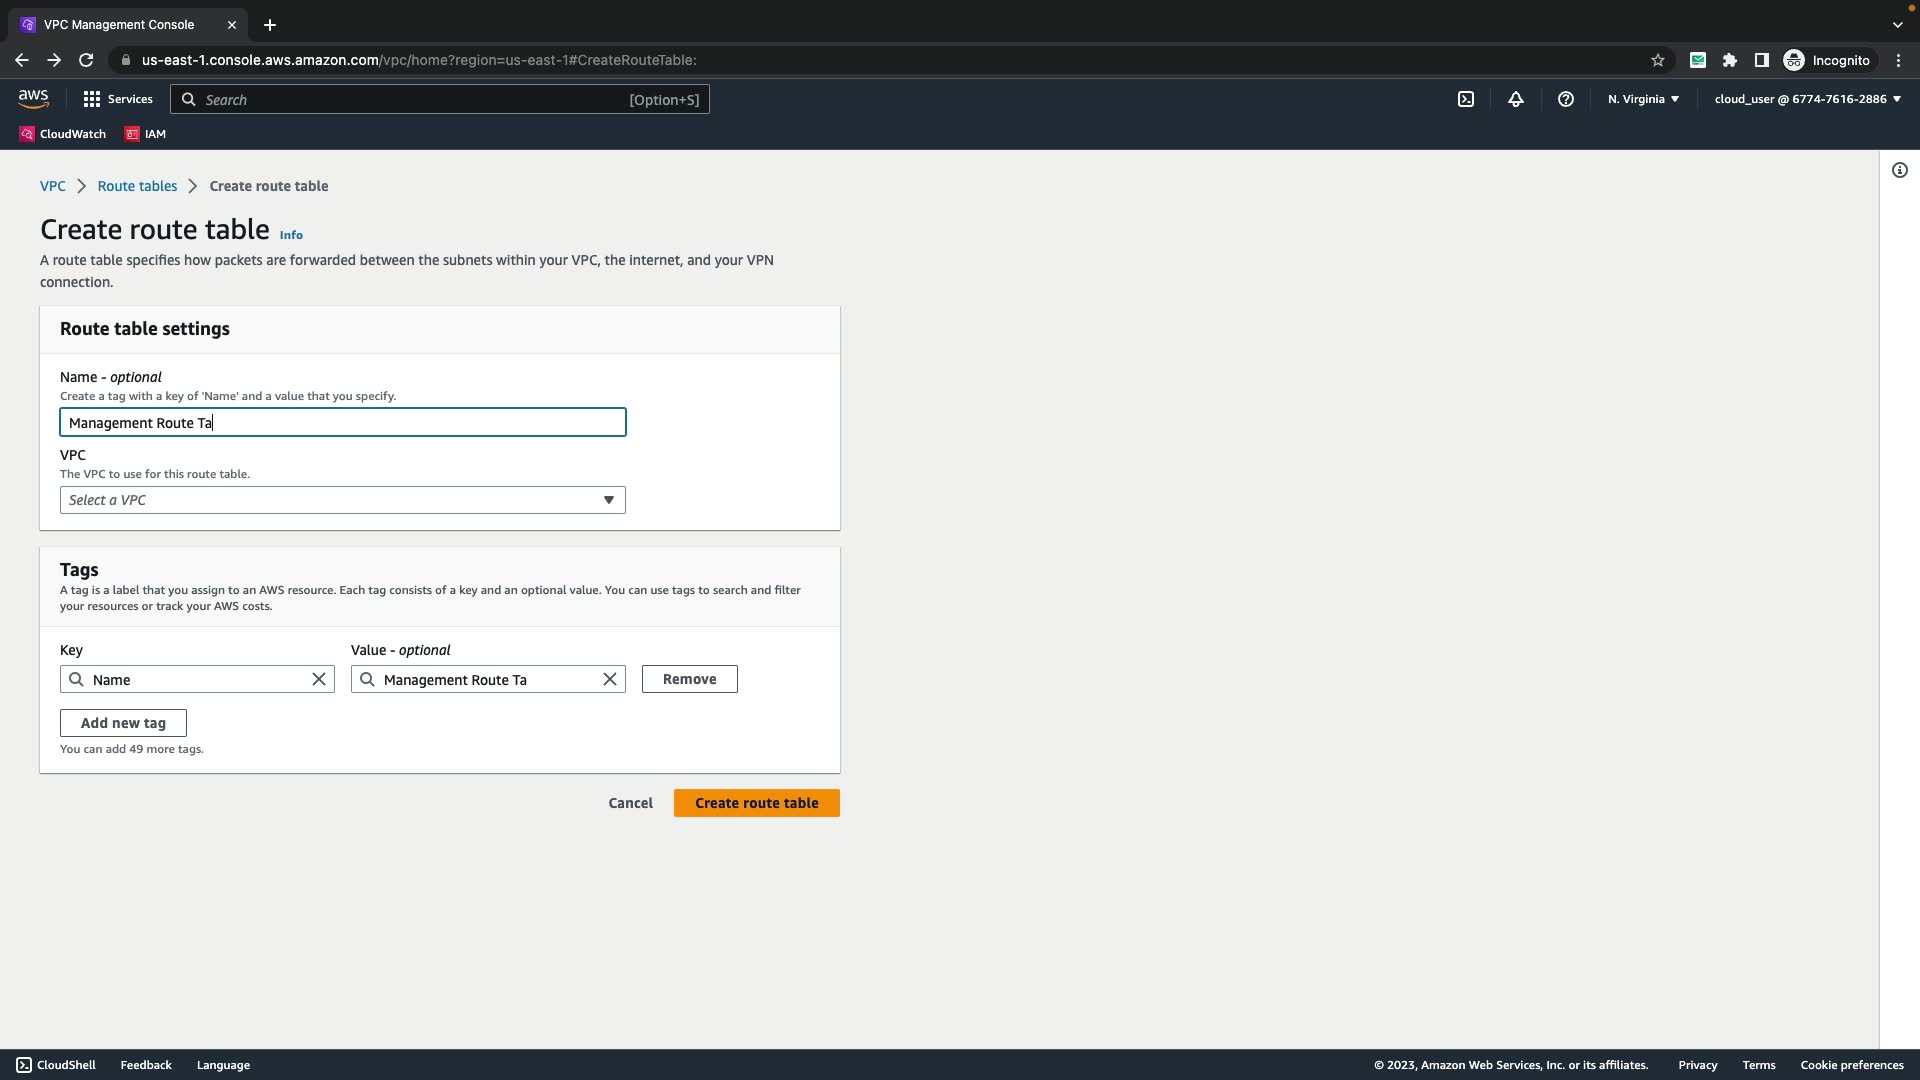 VPC Management Console
us-east-1.console.aws.amazon.com/vpc/home?region=us-east-1#CreateRouteTable:
Incognito
aws
Services
Search
[Option+S]
N. Virginia
cloud_user @ 6774-7616-2886
CloudWatch
IAM
VPC
Route tables
Create route table
Create route table
Info
A route table specifies how packets are forwarded between the subnets within your VPC, the internet, and your VPN
connection.
Route table settings
Name - optional
Create a tag with a key of 'Name' and a value that you specify.
Management Route Ta
VPC
The VPC to use for this route table.
Select a VPC
Tags
A tag is a label that you assign to an AWS resource. Each tag consists of a key and an optional value. You can use tags to search and filter
your resources or track your AWS costs.
Key
Value - optional
Name
Management Route Ta
Remove
Add new tag
You can add 49 more tags.
Cancel
Create route table
CloudShell
Feedback
Language
© 2023, Amazon Web Services, Inc. or its affiliates.
Privacy
Terms
Cookie preferences